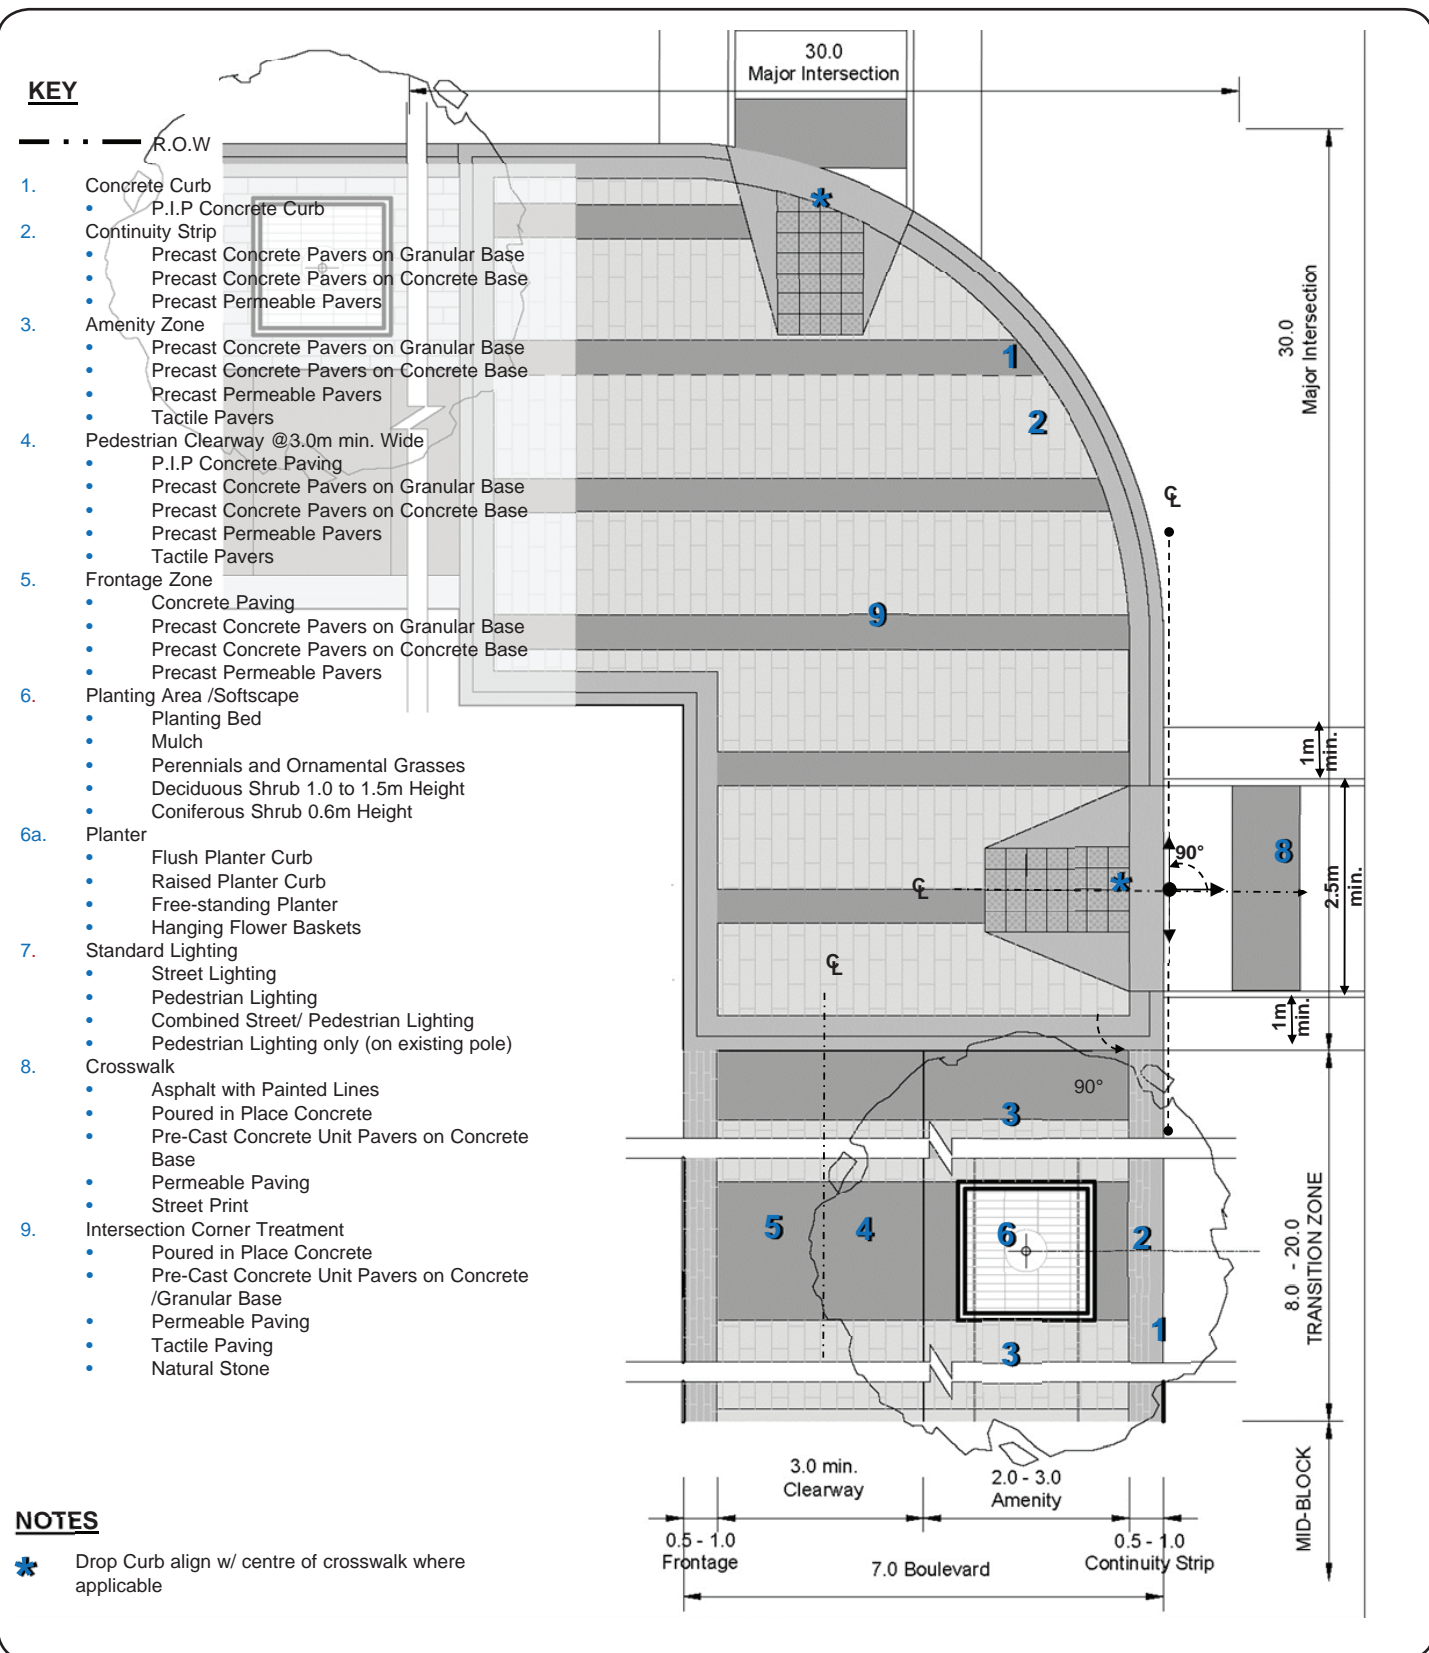 KEY
R.O.W
1. Concrete Curb
• P.I.P Concrete Curb
2. Continuity Strip
• Precast Concrete Pavers on Granular Base
• Precast Concrete Pavers on Concrete Base
• Precast Permeable Pavers
3. Amenity Zone
• Precast Concrete Pavers on Granular Base
• Precast Concrete Pavers on Concrete Base
• Precast Permeable Pavers
• Tactile Pavers
4. Pedestrian Clearway @3.0m min. Wide
• P.I.P Concrete Paving
• Precast Concrete Pavers on Granular Base
• Precast Concrete Pavers on Concrete Base
• Precast Permeable Pavers
• Tactile Pavers
5. Frontage Zone
• Concrete Paving
• Precast Concrete Pavers on Granular Base
• Precast Concrete Pavers on Concrete Base
• Precast Permeable Pavers
6. Planting Area /Softscape
• Planting Bed
• Mulch
• Perennials and Ornamental Grasses
• Deciduous Shrub 1.0 to 1.5m Height
• Coniferous Shrub 0.6m Height
6a. Planter
• Flush Planter Curb
• Raised Planter Curb
• Free-standing Planter
• Hanging Flower Baskets
7. Standard Lighting
• Street Lighting
• Pedestrian Lighting
• Combined Street/ Pedestrian Lighting
• Pedestrian Lighting only (on existing pole)
8. Crosswalk
• Asphalt with Painted Lines
• Poured in Place Concrete
• Pre-Cast Concrete Unit Pavers on Concrete
Base
• Permeable Paving
• Street Print
9. Intersection Corner Treatment
• Poured in Place Concrete
• Pre-Cast Concrete Unit Pavers on Concrete
/Granular Base
• Permeable Paving
• Tactile Paving
• Natural Stone
NOTES
* Drop Curb align w/ centre of crosswalk where
applicable
30.0
Major Intersection
*
1
2
30.0
Major Intersection
℄
9
1m
min.
8
90°
*
℄
2.5m
min.
℄
1m
min.
90°
3
5
4
6
2
1
3
8.0 - 20.0
TRANSITION ZONE
MID-BLOCK
3.0 min.
Clearway
2.0 - 3.0
Amenity
0.5 - 1.0
Frontage
0.5 - 1.0
Continuity Strip
7.0 Boulevard